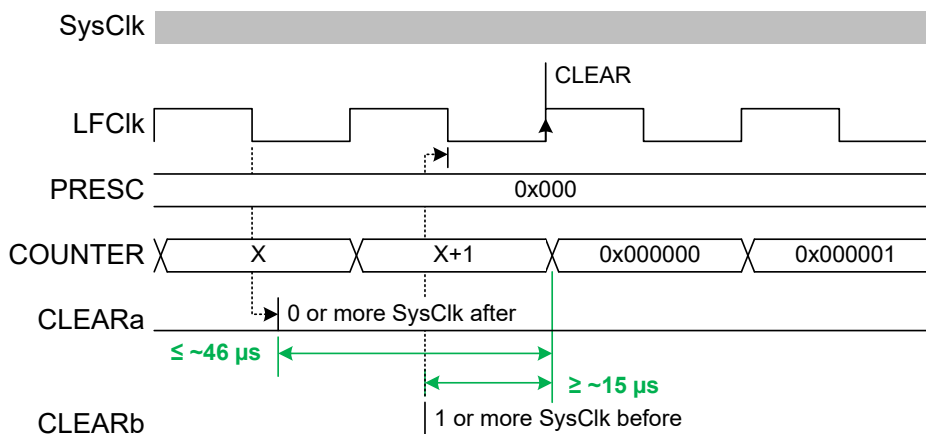 SysClk
CLEAR
LFClk
PRESC
0x000
COUNTER
X
X+1
0x000000
0x000001
CLEARa
0 or more SysClk after
≤ ~46 µs
≥ ~15 µs
CLEARb
1 or more SysClk before